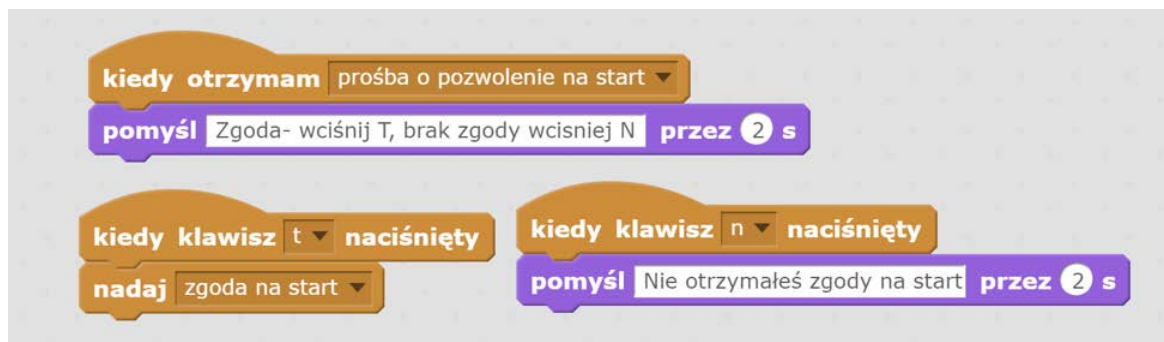 kiedy otrzymam prośba o pozwolenie na start
pomyśl Zgoda- wciśnij T, brak zgody wcisniej N przez 2 s
kiedy klawisz t naciśnięty
nadaj zgoda na start
kiedy klawisz n naciśnięty
pomyśl Nie otrzymałeś zgody na start przez 2 s